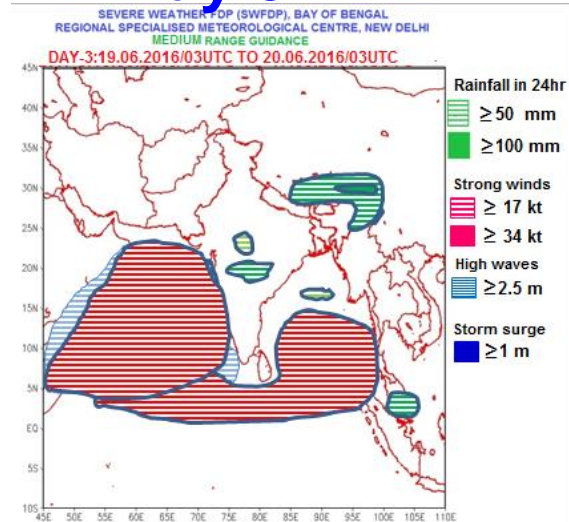 SEVERE WEATHER FDP (SWFDP), BAY OF BENGAL
REGIONAL SPECIALISED METEOROLOGICAL CENTRE, NEW DELHI
MEDIUM RANGE GUIDANCE
DAY-3:19.06.2016/03UTC TO 20.06.2016/03UTC
45N
40N
35N
30N
25N
20N
15N
10N
5N
EQ
5S
10S
45E 50E 55E 60E 65E 70E 75E 80E 85E 90E 95E 100E 105E 110E
Rainfall in 24hr
≥50 mm
≥100 mm
Strong winds
≥ 17 kt
≥ 34 kt
High waves
≥2.5 m
Storm surge
≥1 m